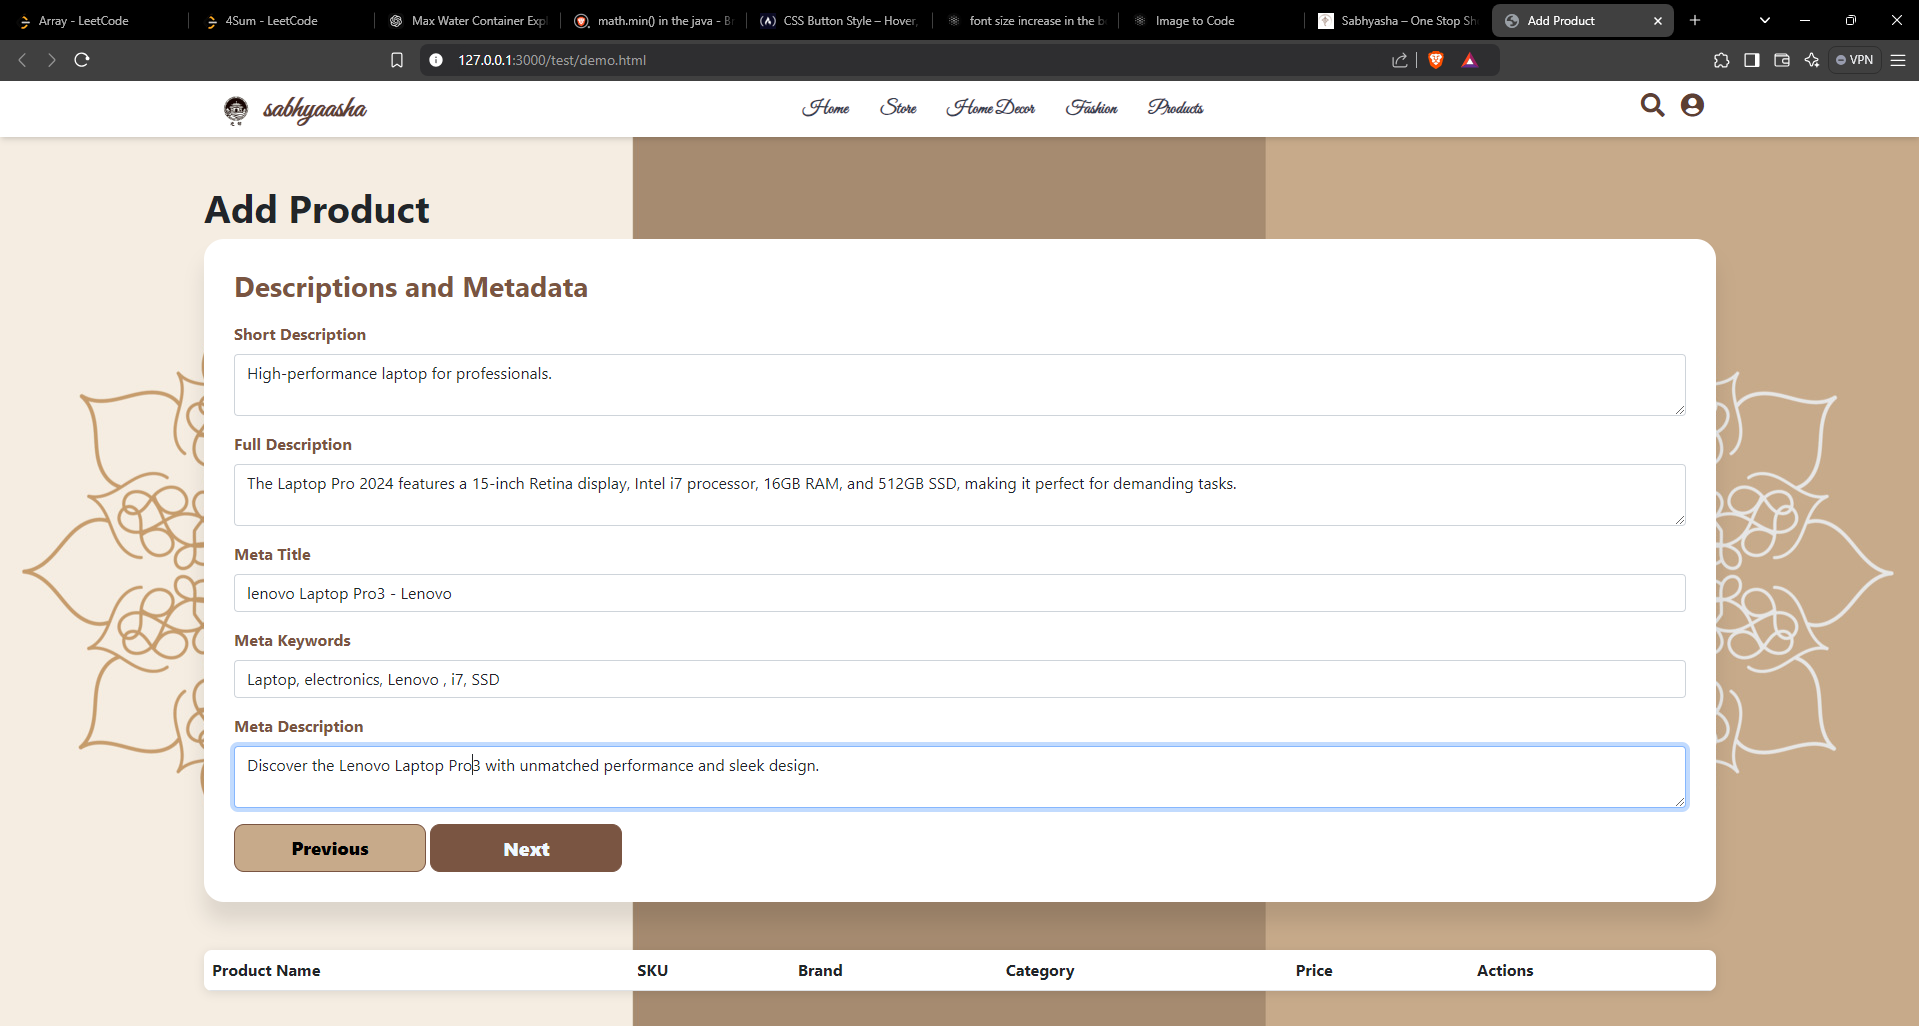 Array - LeetCode
4Sum - LeetCode
Max Water Container Expl
math.min() in the java - Br
CSS Button Style – Hover,
font size increase in the b
Image to Code
Sabhyasha – One Stop Sh
Add Product
127.0.0.1:3000/test/demo.html
VPN
sabhyaasha
Home
Store
Home Decor
Fashion
Products
Add Product
Descriptions and Metadata
Short Description
High-performance laptop for professionals.
Full Description
The Laptop Pro 2024 features a 15-inch Retina display, Intel i7 processor, 16GB RAM, and 512GB SSD, making it perfect for demanding tasks.
Meta Title
lenovo Laptop Pro3 - Lenovo
Meta Keywords
Laptop, electronics, Lenovo , i7, SSD
Meta Description
Discover the Lenovo Laptop Pro3 with unmatched performance and sleek design.
Previous
Next
Product Name
SKU
Brand
Category
Price
Actions